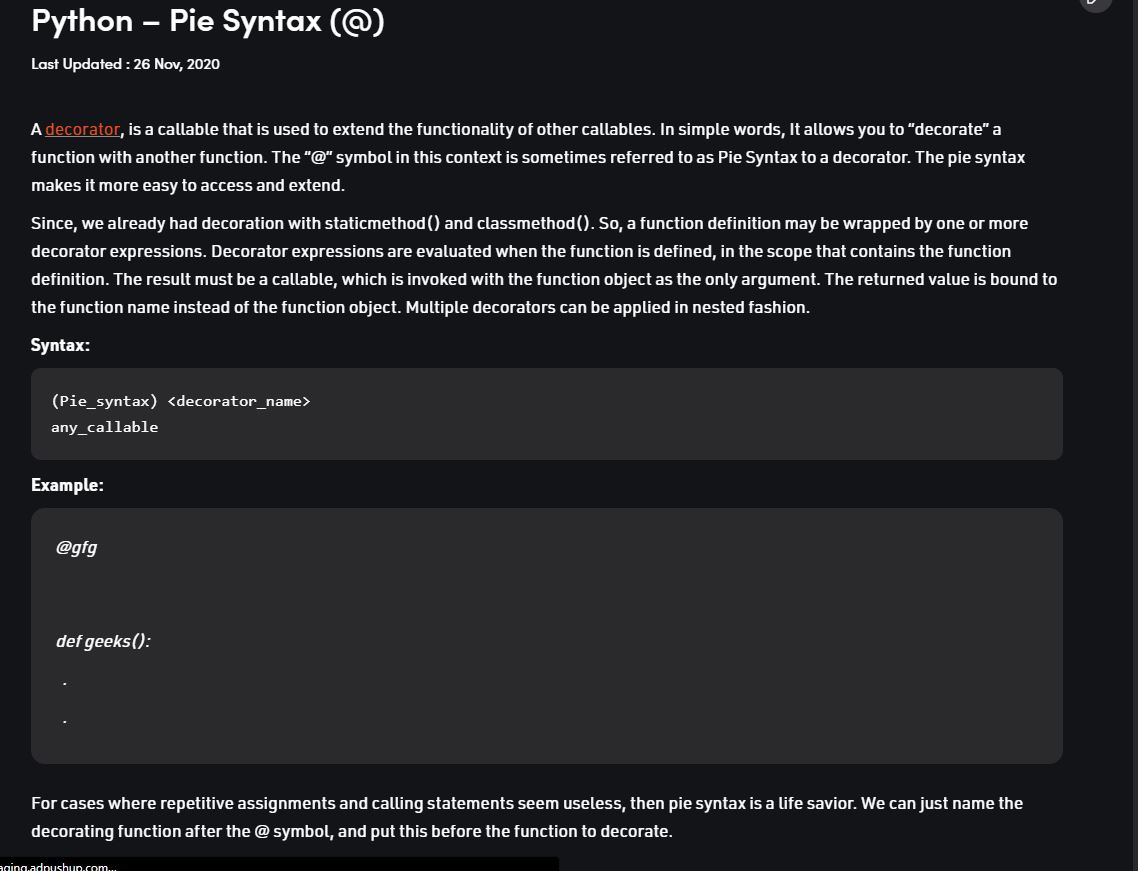 Python – Pie Syntax (@)
Last Updated : 26 Nov, 2020
A decorator, is a callable that is used to extend the functionality of other callables. In simple words, It allows you to “decorate” a
function with another function. The “@” symbol in this context is sometimes referred to as Pie Syntax to a decorator. The pie syntax
makes it more easy to access and extend.
Since, we already had decoration with staticmethod() and classmethod(). So, a function definition may be wrapped by one or more
decorator expressions. Decorator expressions are evaluated when the function is defined, in the scope that contains the function
definition. The result must be a callable, which is invoked with the function object as the only argument. The returned value is bound to
the function name instead of the function object. Multiple decorators can be applied in nested fashion.
Syntax:
(Pie_syntax) <decorator_name>
any_callable
Example:
@gfg
def geeks():
.
.
For cases where repetitive assignments and calling statements seem useless, then pie syntax is a life savior. We can just name the
decorating function after the @ symbol, and put this before the function to decorate.
aging.adpushup.com...